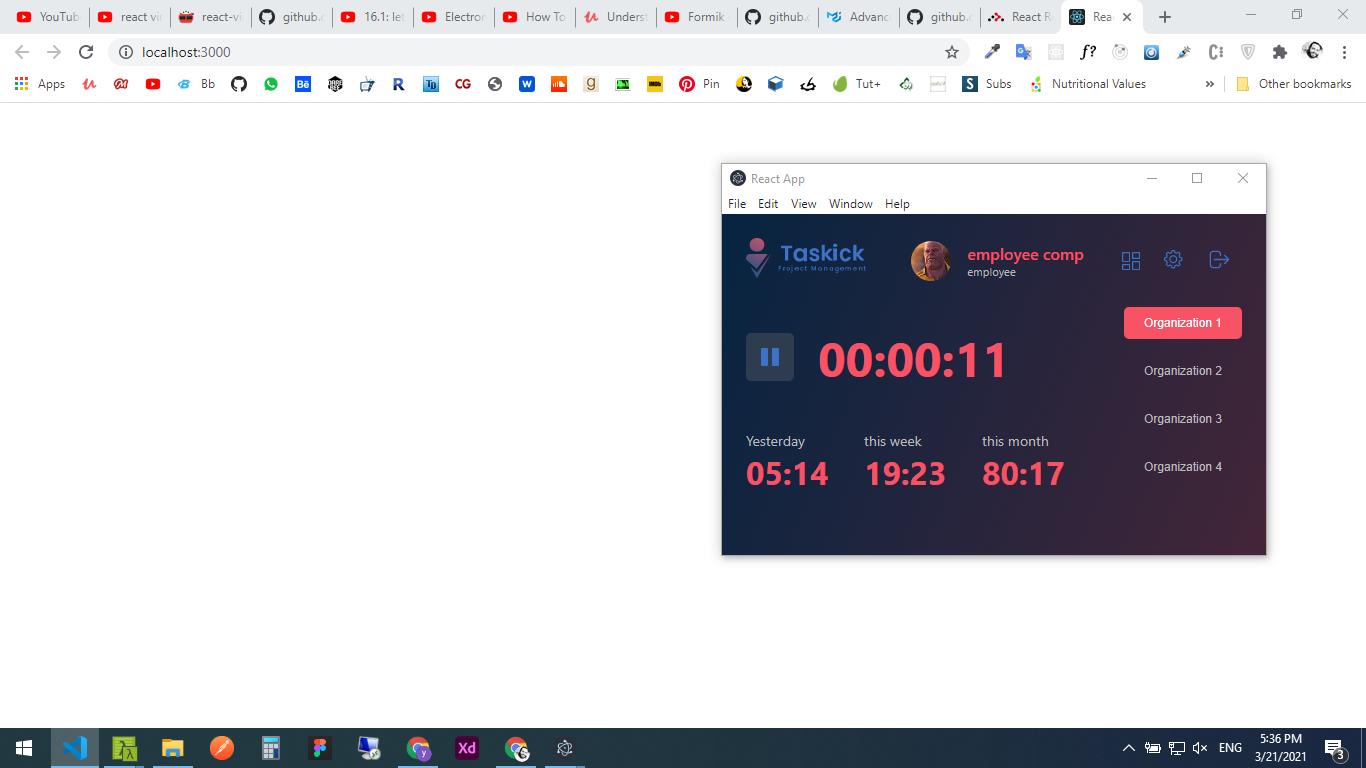 YouTub
react vi
react-vi
github.c
16.1: let
Electron
How To
Underst
Formik
github.c
Advanc
github.c
React R
Rea
localhost:3000
f?
Apps
Bb
Bē
R
CG
W
g
Pin
Tut+
S Subs
Nutritional Values
»
Other bookmarks
React App
File Edit View Window Help
Taskick
Project Management
employee comp
employee
Organization 1
00:00:11
Organization 2
Organization 3
Yesterday this week this month
05:14 19:23 80:17
Organization 4
Xd
ENG
5:36 PM
3/21/2021
3